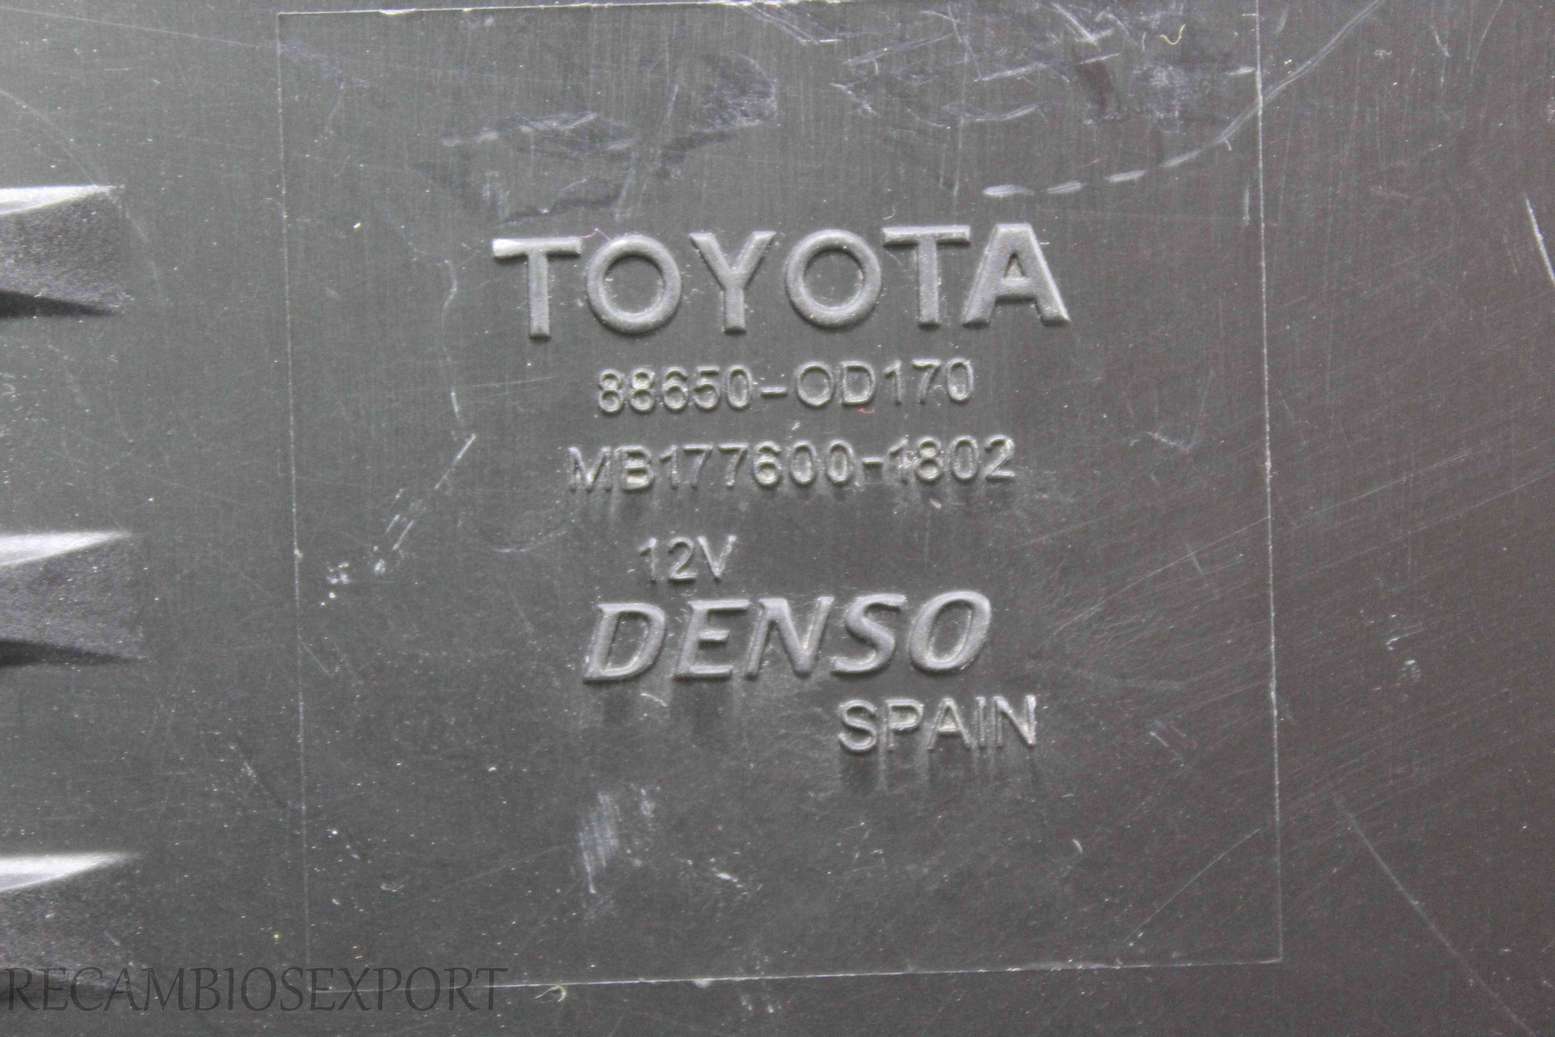 TOYOTA
88650-OD170
MB177600-1802
12V
DENSO
SPAIN
RECAMBIOSEXPORT